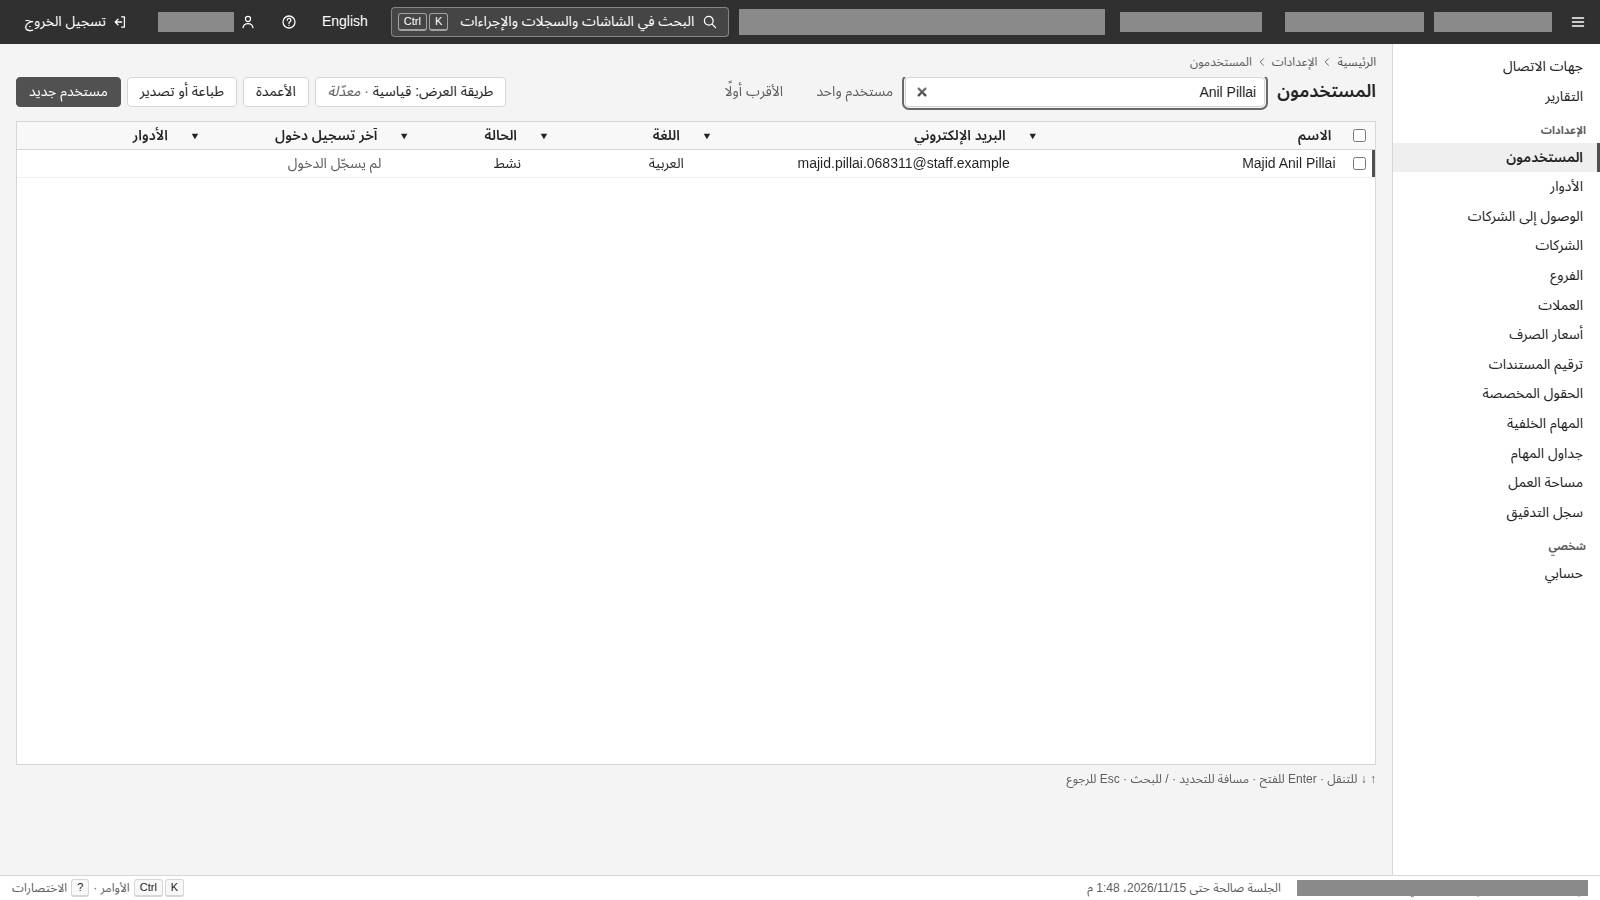 البحث في الشاشات والسجلات والإجراءات Ctrl K
English
تسجيل الخروج
جهات الاتصال
التقارير
الإعدادات
المستخدمون
الأدوار
الوصول إلى الشركات
الشركات
الفروع
العملات
أسعار الصرف
ترقيم المستندات
الحقول المخصصة
المهام الخلفية
جداول المهام
مساحة العمل
سجل التدقيق
شخصي
حسابي
الرئيسية
الإعدادات
المستخدمون
المستخدمون
Anil Pillai
مستخدم واحد
الأقرب أولًا
طريقة العرض: قياسية · معدّلة
الأعمدة
طباعة أو تصدير
مستخدم جديد
الاسم ▼ البريد الإلكتروني ▼ اللغة ▼ الحالة ▼ آخر تسجيل دخول ▼ الأدوار
Majid Anil Pillai majid.pillai.068311@staff.example العربية نشط لم يسجّل الدخول
↑ ↓ للتنقل · Enter للفتح · مسافة للتحديد · / للبحث · Esc للرجوع
الجلسة صالحة حتى 2026/11/15، 1:48 م
Ctrl K الأوامر · ? الاختصارات